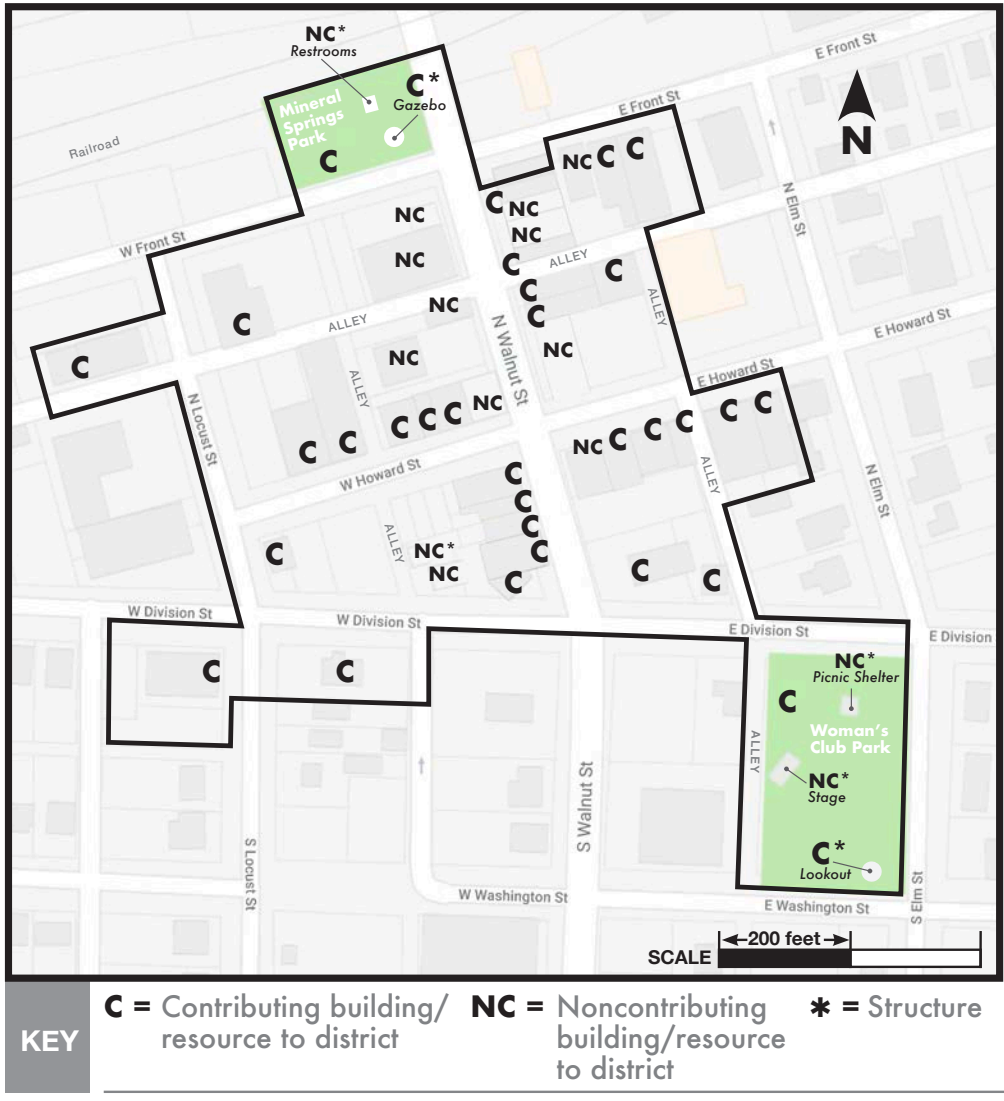 NC*
Restrooms
C*
Gazebo
Mineral
Springs
Park
C
Railroad
E Front St
E Front St
N
W Front St
NC
NC
NC
C
C
C
NC
NC
C
ALLEY
C
C
C
NC
ALLEY
N Elm St
C
C
ALLEY
NC
NC
N Walnut St
E Howard St
E Howard St
ALLEY
N Locust St
C
C
C
C
C
NC
W Howard St
NC
C
C
C
C
C
ALLEY
N Elm St
C
C
C
C
C
C
ALLEY
NC*
NC
C
C
C
W Division St
W Division St
E Division St
E Division
C
C
C
NC*
Picnic Shelter
Woman's
Club Park
ALLEY
NC*
Stage
C*
Lookout
S Locust St
S Walnut St
S Elm St
W Washington St
E Washington St
200 feet
SCALE
KEY
C = Contributing building/
resource to district
NC = Noncontributing
building/resource
to district
* = Structure